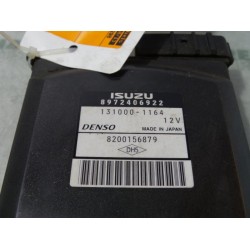 ISUZU
8972406922
131000-1164
12V
DENSO
MADE IN JAPAN
8200156879
DHS